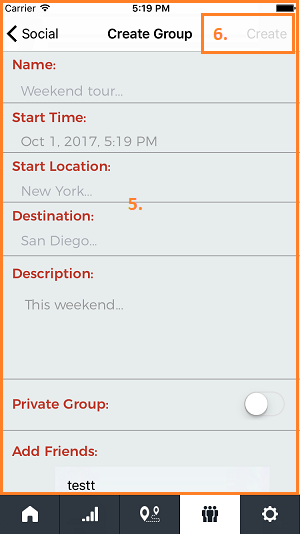 Carrier 5:19 PM
Social Create Group 6. Create
Name:
Weekend tour...
Start Time:
Oct 1, 2017, 5:19 PM
Start Location:
New York...
5.
Destination:
San Diego...
Description:
This weekend...
Private Group:
Add Friends:
testt